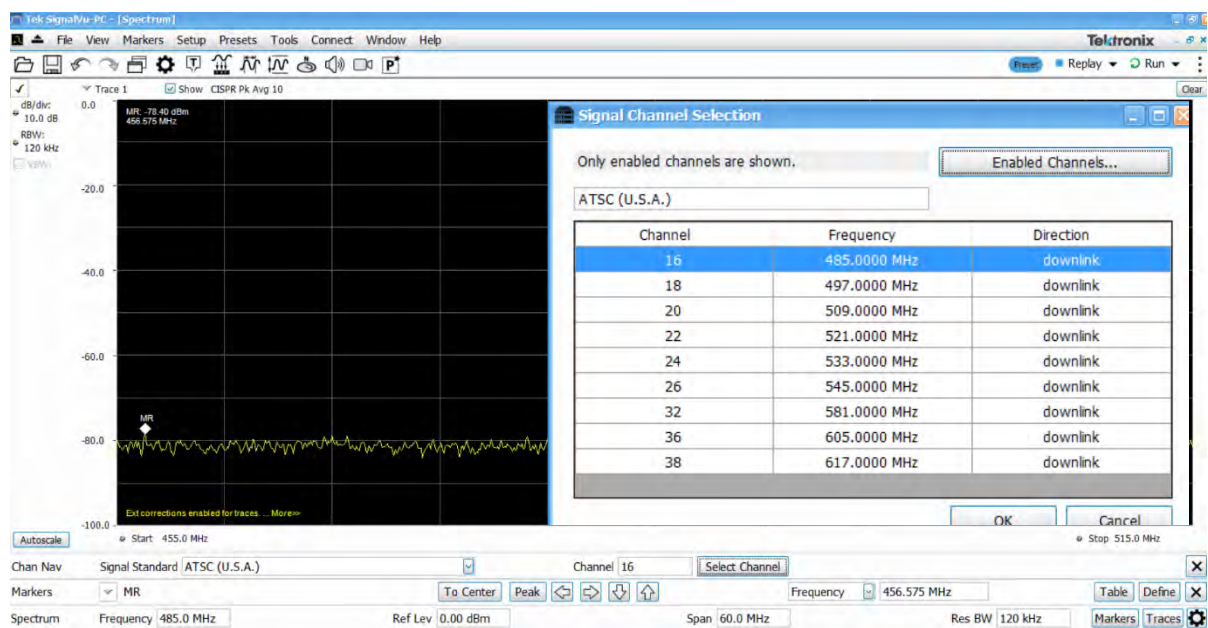 Tek SignalVu-PC - [Spectrum]
File View Markers Setup Presets Tools Connect Window Help
Tektronix
Preset Replay Run
Trace 1 Show CISPR Pk Avg 10 Clear
dB/div:
10.0 dB
RBW:
120 kHz
VBW:
0.0
-20.0
-40.0
-60.0
-80.0
-100.0
MR: -78.40 dBm
456.575 MHz
MR
Ext corrections enabled for traces. ... More>>
Signal Channel Selection
Only enabled channels are shown. Enabled Channels...
ATSC (U.S.A.)
Channel Frequency Direction
16 485.0000 MHz downlink
18 497.0000 MHz downlink
20 509.0000 MHz downlink
22 521.0000 MHz downlink
24 533.0000 MHz downlink
26 545.0000 MHz downlink
32 581.0000 MHz downlink
36 605.0000 MHz downlink
38 617.0000 MHz downlink
OK Cancel
Autoscale Start 455.0 MHz Stop 515.0 MHz
Chan Nav Signal Standard ATSC (U.S.A.) Channel 16 Select Channel
Markers MR To Center Peak Frequency 456.575 MHz Table Define
Spectrum Frequency 485.0 MHz Ref Lev 0.00 dBm Span 60.0 MHz Res BW 120 kHz Markers Traces